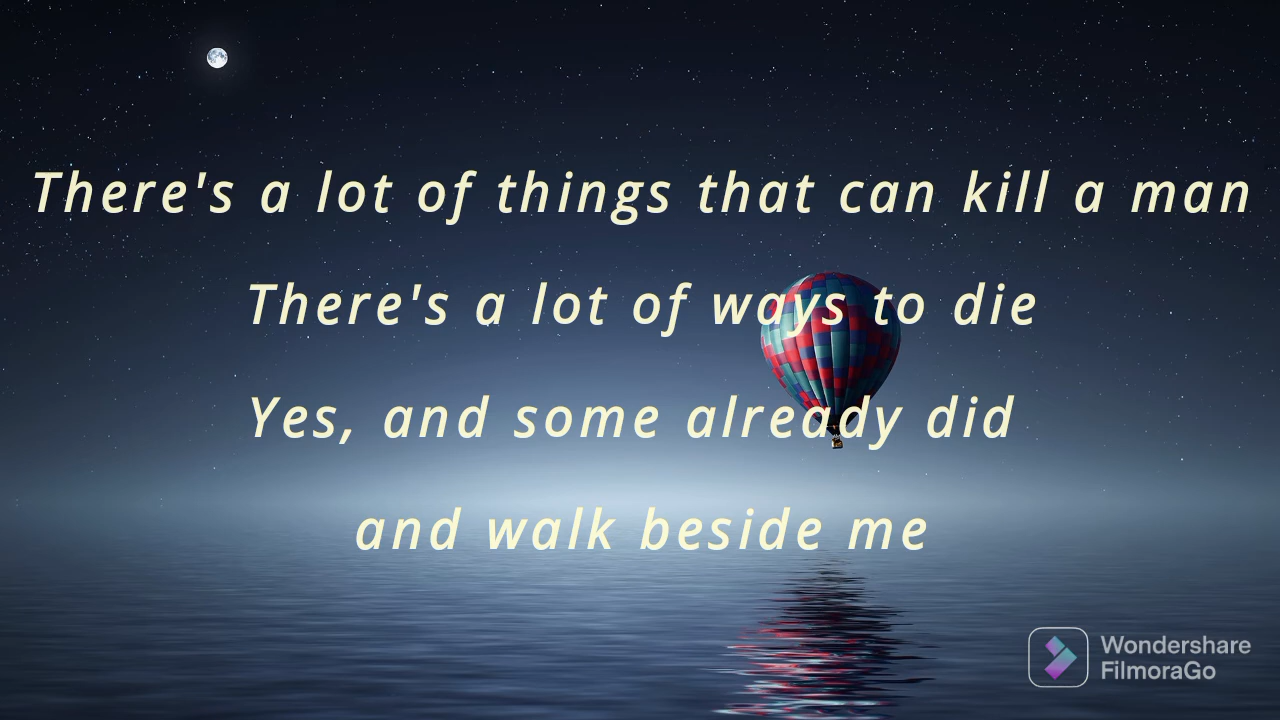 There's a lot of things that can kill a man
There's a lot of ways to die
Yes, and some already did
and walk beside me
Wondershare
FilmoraGo